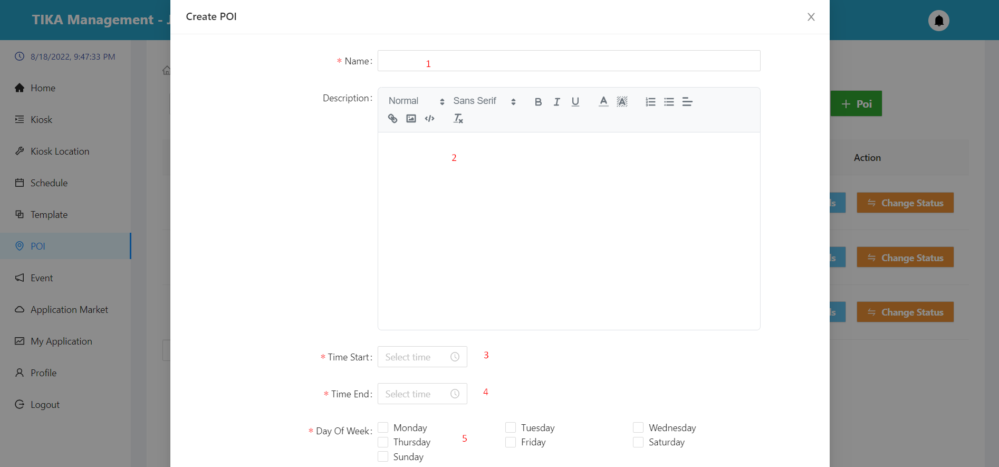 TIKA Management - J
Create POI
8/18/2022, 9:47:33 PM
Home
Kiosk
Kiosk Location
Schedule
Template
POI
Event
Application Market
My Application
Profile
Logout
* Name:
1
Description:
Normal Sans Serif B I U A A
2
* Time Start: Select time 3
* Time End: Select time 4
* Day Of Week: Monday Tuesday Wednesday
Thursday 5 Friday Saturday
Sunday
+ Poi
Action
ls Change Status
ls Change Status
ls Change Status